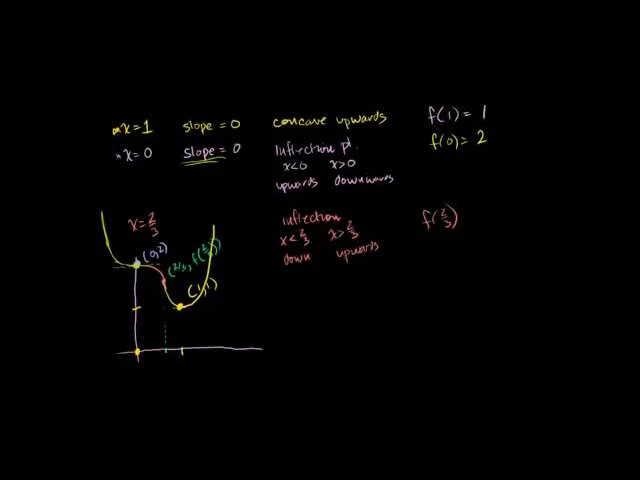 x=1 slope = 0 concave upwards f(1) = 1
x=0 slope = 0 Inflection pt. f(0) = 2
x<0 x>0
upwards downwards
x = 2/3 inflection f(2/3)
x<2/3 x>2/3
down upwards
(0,2)
(2/3, f(2/3))
(1,1)